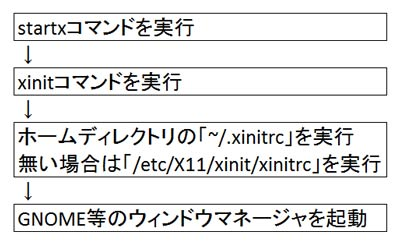 startxコマンドを実行
↓
xinitコマンドを実行
↓
ホームディレクトリの「~/.xinitrc」を実行
無い場合は「/etc/X11/xinit/xinitrc」を実行
↓
GNOME等のウィンドウマネージャを起動